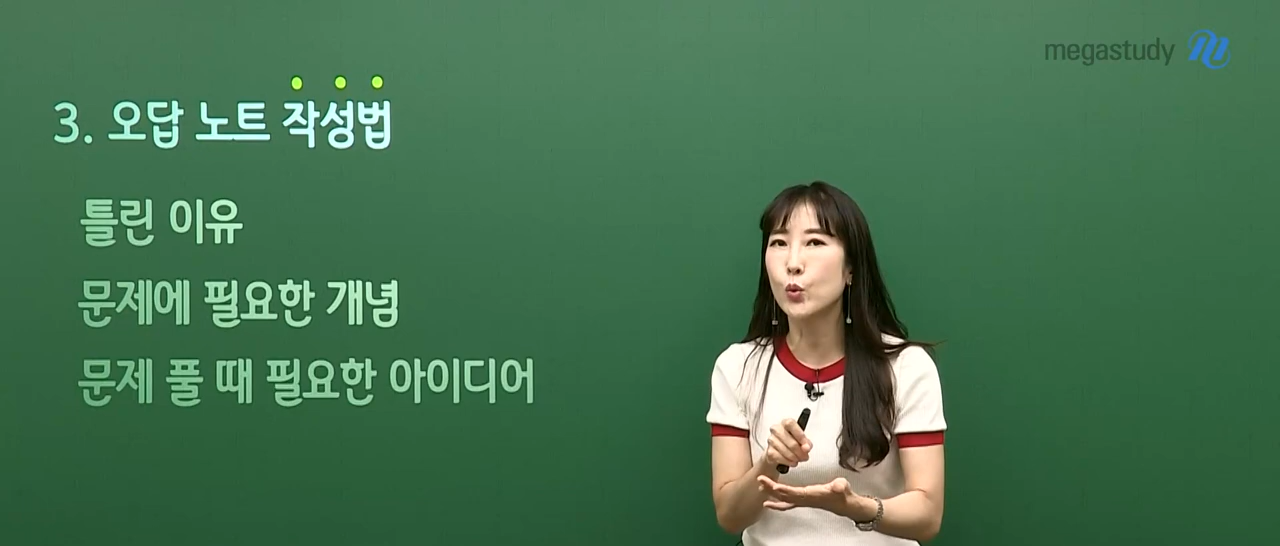 megastudy
3. 오답 노트 작성법
틀린 이유
문제에 필요한 개념
문제 풀 때 필요한 아이디어